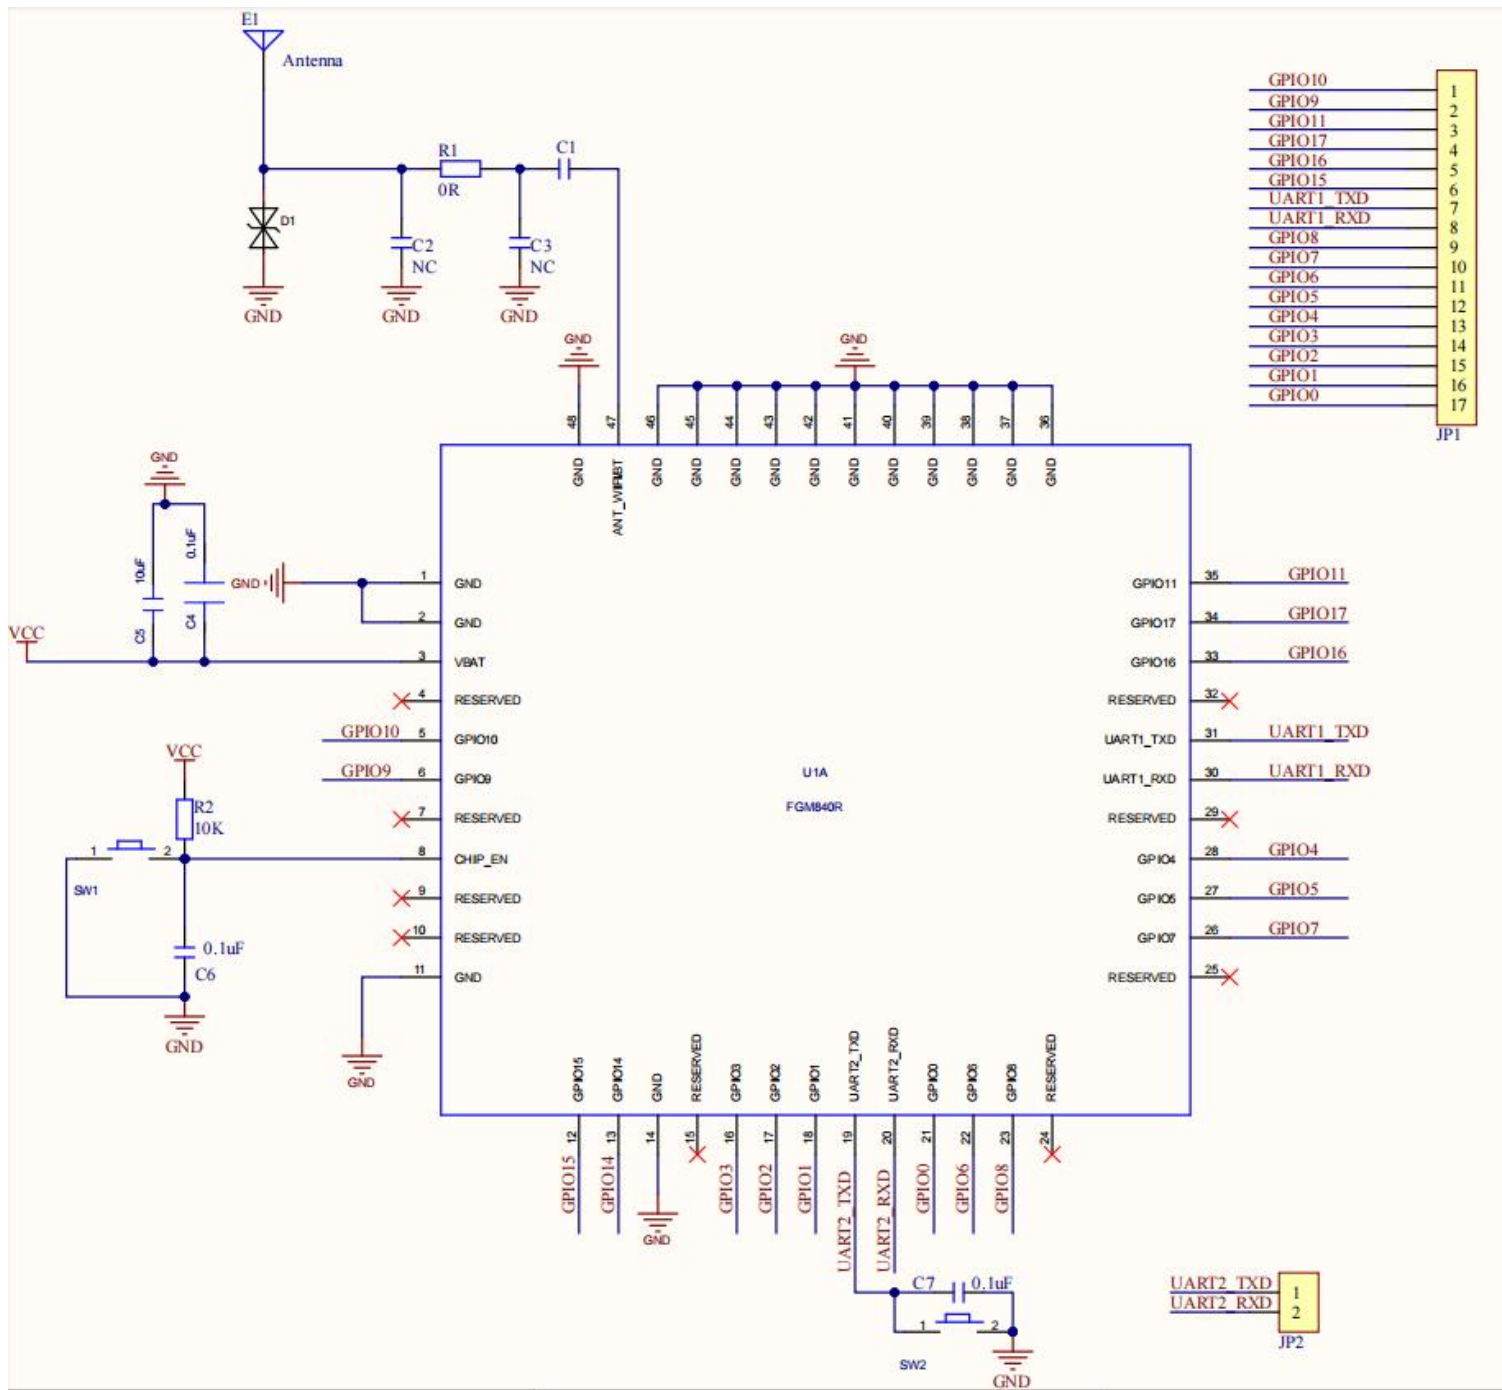 E1
Antenna
R1
0R
C1
D1
C2
NC
C3
NC
GND
GND
GND
GPIO10
1
GPIO9
2
GPIO11
3
GPIO17
4
GPIO16
5
GPIO15
6
UART1_TXD
7
UART1_RXD
8
GPIO8
9
GPIO7
10
GPIO6
11
GPIO5
12
GPIO4
13
GPIO3
14
GPIO2
15
GPIO1
16
GPIO0
17
JP1
GND
GND
48
47
46
45
44
43
42
41
40
39
38
37
36
GND
GND
GND
GND
GND
GND
GND
GND
GND
GND
GND
GND
GND
10uF
0.1uF
C5
C4
VCC
GND
1
GND
2
GND
3
VBAT
4
RESERVED
GPIO10
5
GPIO10
GPIO9
6
GPIO9
7
RESERVED
8
CHIP_EN
9
RESERVED
10
RESERVED
11
GND
GND
VCC
R2
10K
1
2
SW1
0.1uF
C6
GND
U1A
FGM840R
GPIO11
35
GPIO11
GPIO17
34
GPIO17
GPIO16
33
GPIO16
RESERVED
32
UART1_TXD
31
UART1_TXD
UART1_RXD
30
UART1_RXD
RESERVED
29
GPIO4
28
GPIO4
GPIO5
27
GPIO5
GPIO7
26
GPIO7
RESERVED
25
GPIO15
GPIO14
GND
RESERVED
GPIO3
GPIO2
GPIO1
UART2_TXD
UART2_RXD
GPIO0
GPIO6
GPIO8
RESERVED
12
13
14
15
16
17
18
19
20
21
22
23
24
GPIO15
GPIO14
GND
GPIO3
GPIO2
GPIO1
UART2_TXD
UART2_RXD
GPIO0
GPIO6
GPIO8
C7
0.1uF
1
2
SW2
GND
UART2_TXD
1
UART2_RXD
2
JP2